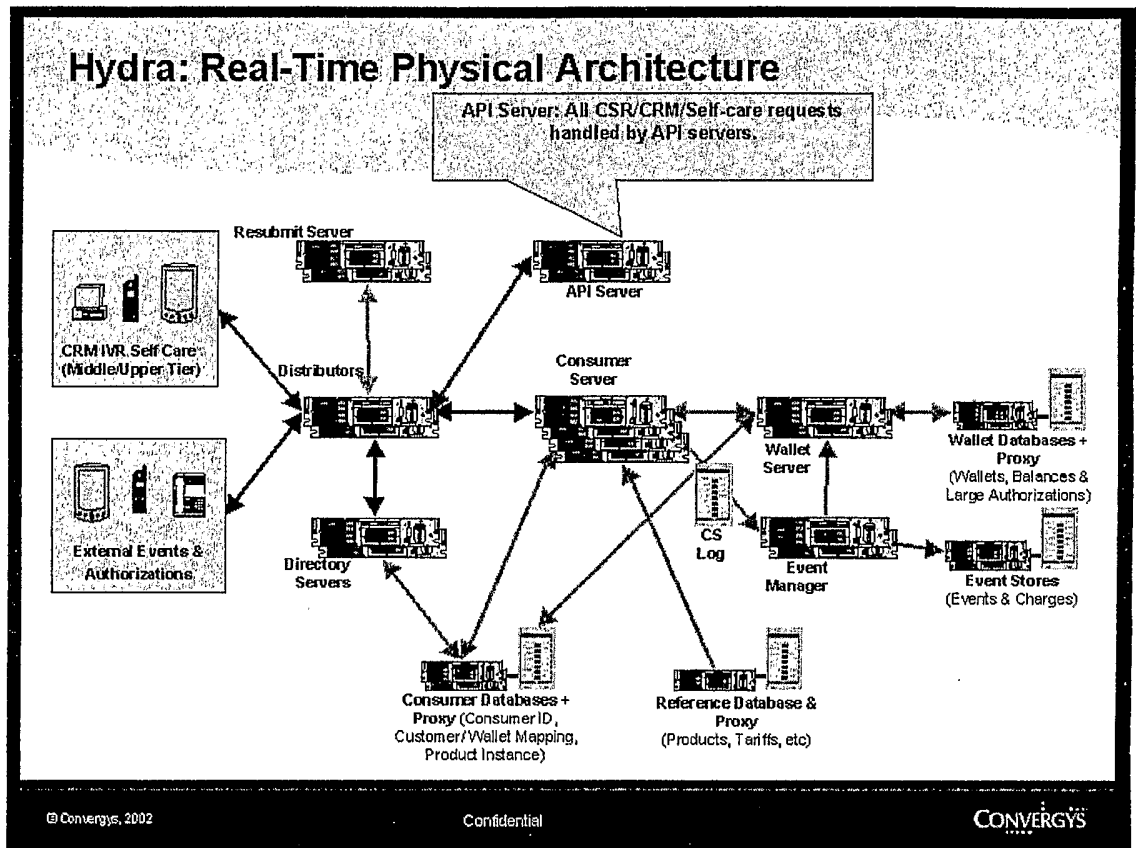 Hydra: Real-Time Physical Architecture
API Server: All CSR/CRM/Self-care requests
handled by API servers.
Resubmit Server
API Server
CRM IVR Self Care
(Middle/Upper Tier)
Distributors
Consumer
Server
Wallet
Server
Wallet Databases +
Proxy
(Wallets, Balances &
Large Authorizations)
External Events &
Authorizations
Directory
Servers
CS
Log
Event
Manager
Event Stores
(Events & Charges)
Consumer Databases +
Proxy (Consumer ID,
Customer/Wallet Mapping,
Product Instance)
Reference Database &
Proxy
(Products, Tariffs, etc)
© Convergys, 2002
Confidential
CONVERGYS